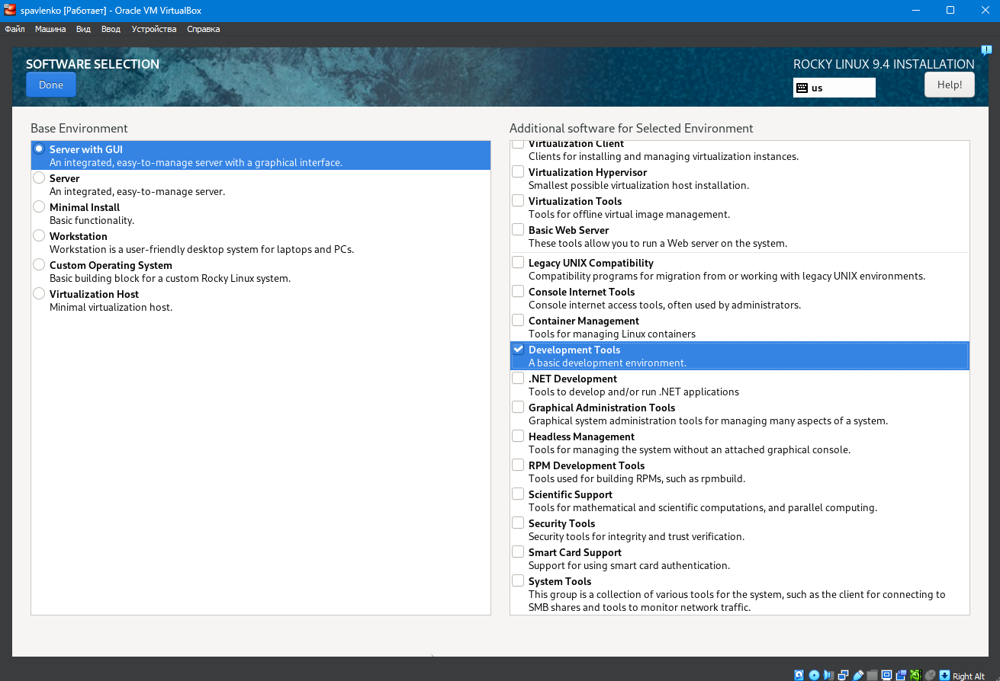 spavlenko [Работает] - Oracle VM VirtualBox
Файл Машина Вид Ввод Устройства Справка
SOFTWARE SELECTION
ROCKY LINUX 9.4 INSTALLATION
Done
us
Help!
Base Environment
Server with GUI
An integrated, easy-to-manage server with a graphical interface.
Server
An integrated, easy-to-manage server.
Minimal Install
Basic functionality.
Workstation
Workstation is a user-friendly desktop system for laptops and PCs.
Custom Operating System
Basic building block for a custom Rocky Linux system.
Virtualization Host
Minimal virtualization host.
Additional software for Selected Environment
Virtualization Client
Clients for installing and managing virtualization instances.
Virtualization Hypervisor
Smallest possible virtualization host installation.
Virtualization Tools
Tools for offline virtual image management.
Basic Web Server
These tools allow you to run a Web server on the system.
Legacy UNIX Compatibility
Compatibility programs for migration from or working with legacy UNIX environments.
Console Internet Tools
Console internet access tools, often used by administrators.
Container Management
Tools for managing Linux containers
Development Tools
A basic development environment.
.NET Development
Tools to develop and/or run .NET applications
Graphical Administration Tools
Graphical system administration tools for managing many aspects of a system.
Headless Management
Tools for managing the system without an attached graphical console.
RPM Development Tools
Tools used for building RPMs, such as rpmbuild.
Scientific Support
Tools for mathematical and scientific computations, and parallel computing.
Security Tools
Security tools for integrity and trust verification.
Smart Card Support
Support for using smart card authentication.
System Tools
This group is a collection of various tools for the system, such as the client for connecting to
SMB shares and tools to monitor network traffic.
Right Alt